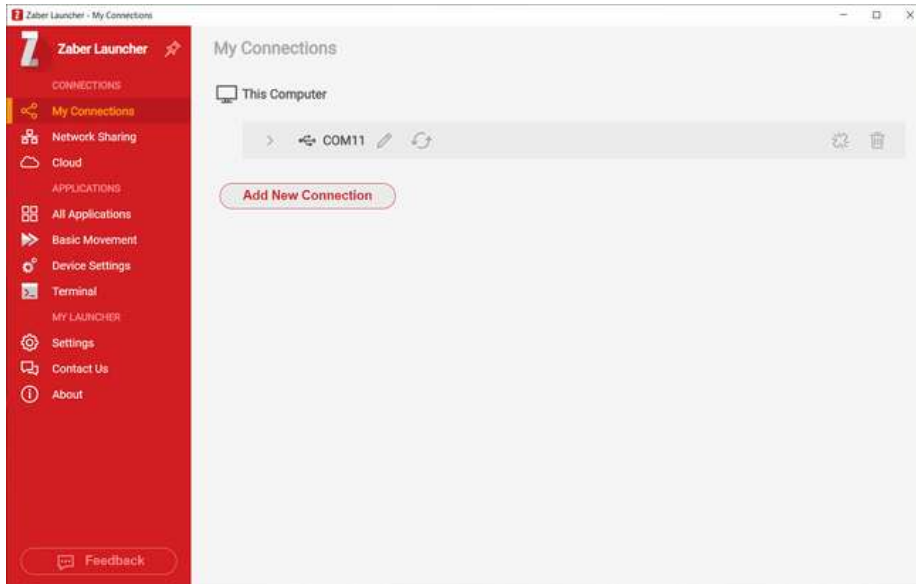 Zaber Launcher - My Connections
Zaber Launcher
CONNECTIONS
My Connections
Network Sharing
Cloud
APPLICATIONS
All Applications
Basic Movement
Device Settings
Terminal
MY LAUNCHER
Settings
Contact Us
About
Feedback
My Connections
This Computer
COM11
Add New Connection